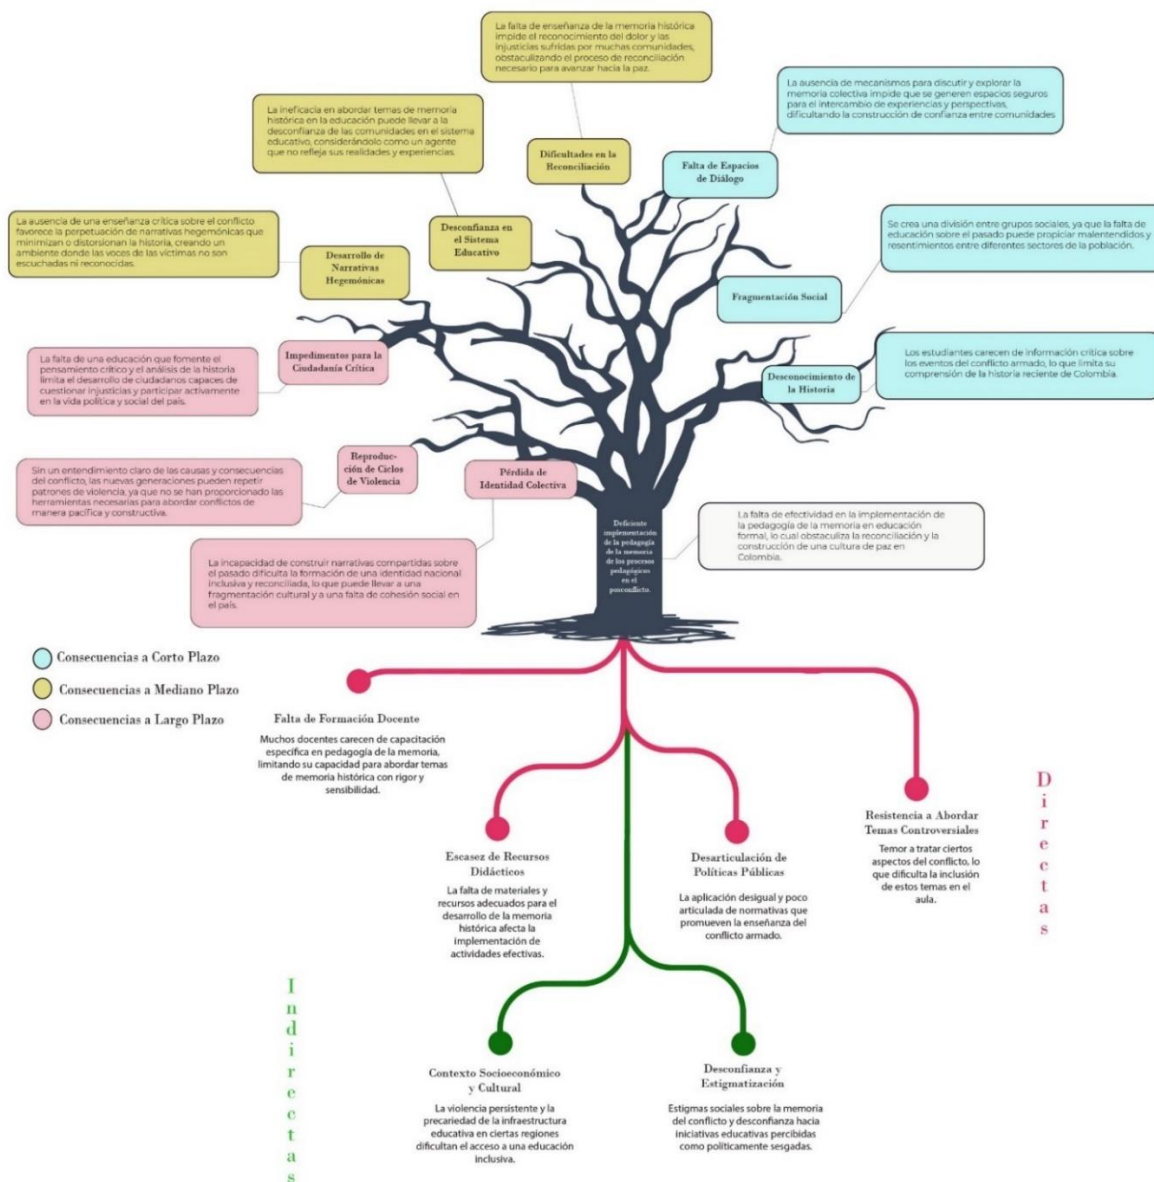 La falta de enseñanza de la memoria histórica
impide el reconocimiento del dolor y las
injusticias sufridas por muchas comunidades,
obstaculizando el proceso de reconciliación
necesario para avanzar hacia la paz.
La ausencia de mecanismos para discutir y explorar la
memoria colectiva impide que se generen espacios seguros
para el intercambio de experiencias y perspectivas,
dificultando la construcción de confianza entre comunidades
La ineficacia en abordar temas de memoria
histórica en la educación puede llevar a la
desconfianza de las comunidades en el sistema
educativo, considerándolo como un agente
que no refleja sus realidades y experiencias.
Dificultades en la
Reconciliación
Falta de Espacios
de Diálogo
La ausencia de una enseñanza crítica sobre el conflicto
favorece la perpetuación de narrativas hegemónicas que
minimizan o distorsionan la historia, creando un
ambiente donde las voces de las víctimas no son
escuchadas ni reconocidas.
Desconfianza en
el Sistema
Educativo
Se crea una división entre grupos sociales, ya que la falta de
educación sobre el pasado puede propiciar malentendidos y
resentimientos entre diferentes sectores de la población.
Desarrollo de
Narrativas
Hegemónicas
Fragmentación Social
La falta de una educación que fomente el
pensamiento crítico y el análisis de la historia
limita el desarrollo de ciudadanos capaces de
cuestionar injusticias y participar activamente
en la vida política y social del país.
Impedimentos para la
Ciudadanía Crítica
Desconocimiento de
la Historia
Los estudiantes carecen de información crítica sobre
los eventos del conflicto armado, lo que limita su
comprensión de la historia reciente de Colombia.
Sin un entendimiento claro de las causas y consecuencias
del conflicto, las nuevas generaciones pueden repetir
patrones de violencia, ya que no se han proporcionado las
herramientas necesarias para abordar conflictos de
manera pacífica y constructiva.
Reproduc-
ción de Ciclos
de Violencia
Pérdida de
Identidad Colectiva
La incapacidad de construir narrativas compartidas sobre
el pasado dificulta la formación de una identidad nacional
inclusiva y reconciliada, lo que puede llevar a una
fragmentación cultural y a una falta de cohesión social en
el país.
Deficiente
implementación
de la pedagogía
de la memoria
de los procesos
pedagógicos
en el
posconflicto.
La falta de efectividad en la implementación de
la pedagogía de la memoria en educación
formal, lo cual obstaculiza la reconciliación y la
construcción de una cultura de paz en
Colombia.
Consecuencias a Corto Plazo
Consecuencias a Mediano Plazo
Consecuencias a Largo Plazo
Falta de Formación Docente
Muchos docentes carecen de capacitación
específica en pedagogía de la memoria,
limitando su capacidad para abordar temas
de memoria histórica con rigor y
sensibilidad.
Escasez de Recursos
Didácticos
La falta de materiales y
recursos adecuados para el
desarrollo de la memoria
histórica afecta la
implementación de
actividades efectivas.
Desarticulación de
Políticas Públicas
La aplicación desigual y poco
articulada de normativas que
promueven la enseñanza del
conflicto armado.
Resistencia a Abordar
Temas Controversiales
Temor a tratar ciertos
aspectos del conflicto, lo
que dificulta la inclusión
de estos temas en el
aula.
Directas
Indirectas
Contexto Socioeconómico
y Cultural
La violencia persistente y la
precariedad de la infraestructura
educativa en ciertas regiones
dificultan el acceso a una educación
inclusiva.
Desconfianza y
Estigmatización
Estigmas sociales sobre la memoria
del conflicto y desconfianza hacia
iniciativas educativas percibidas
como políticamente sesgadas.